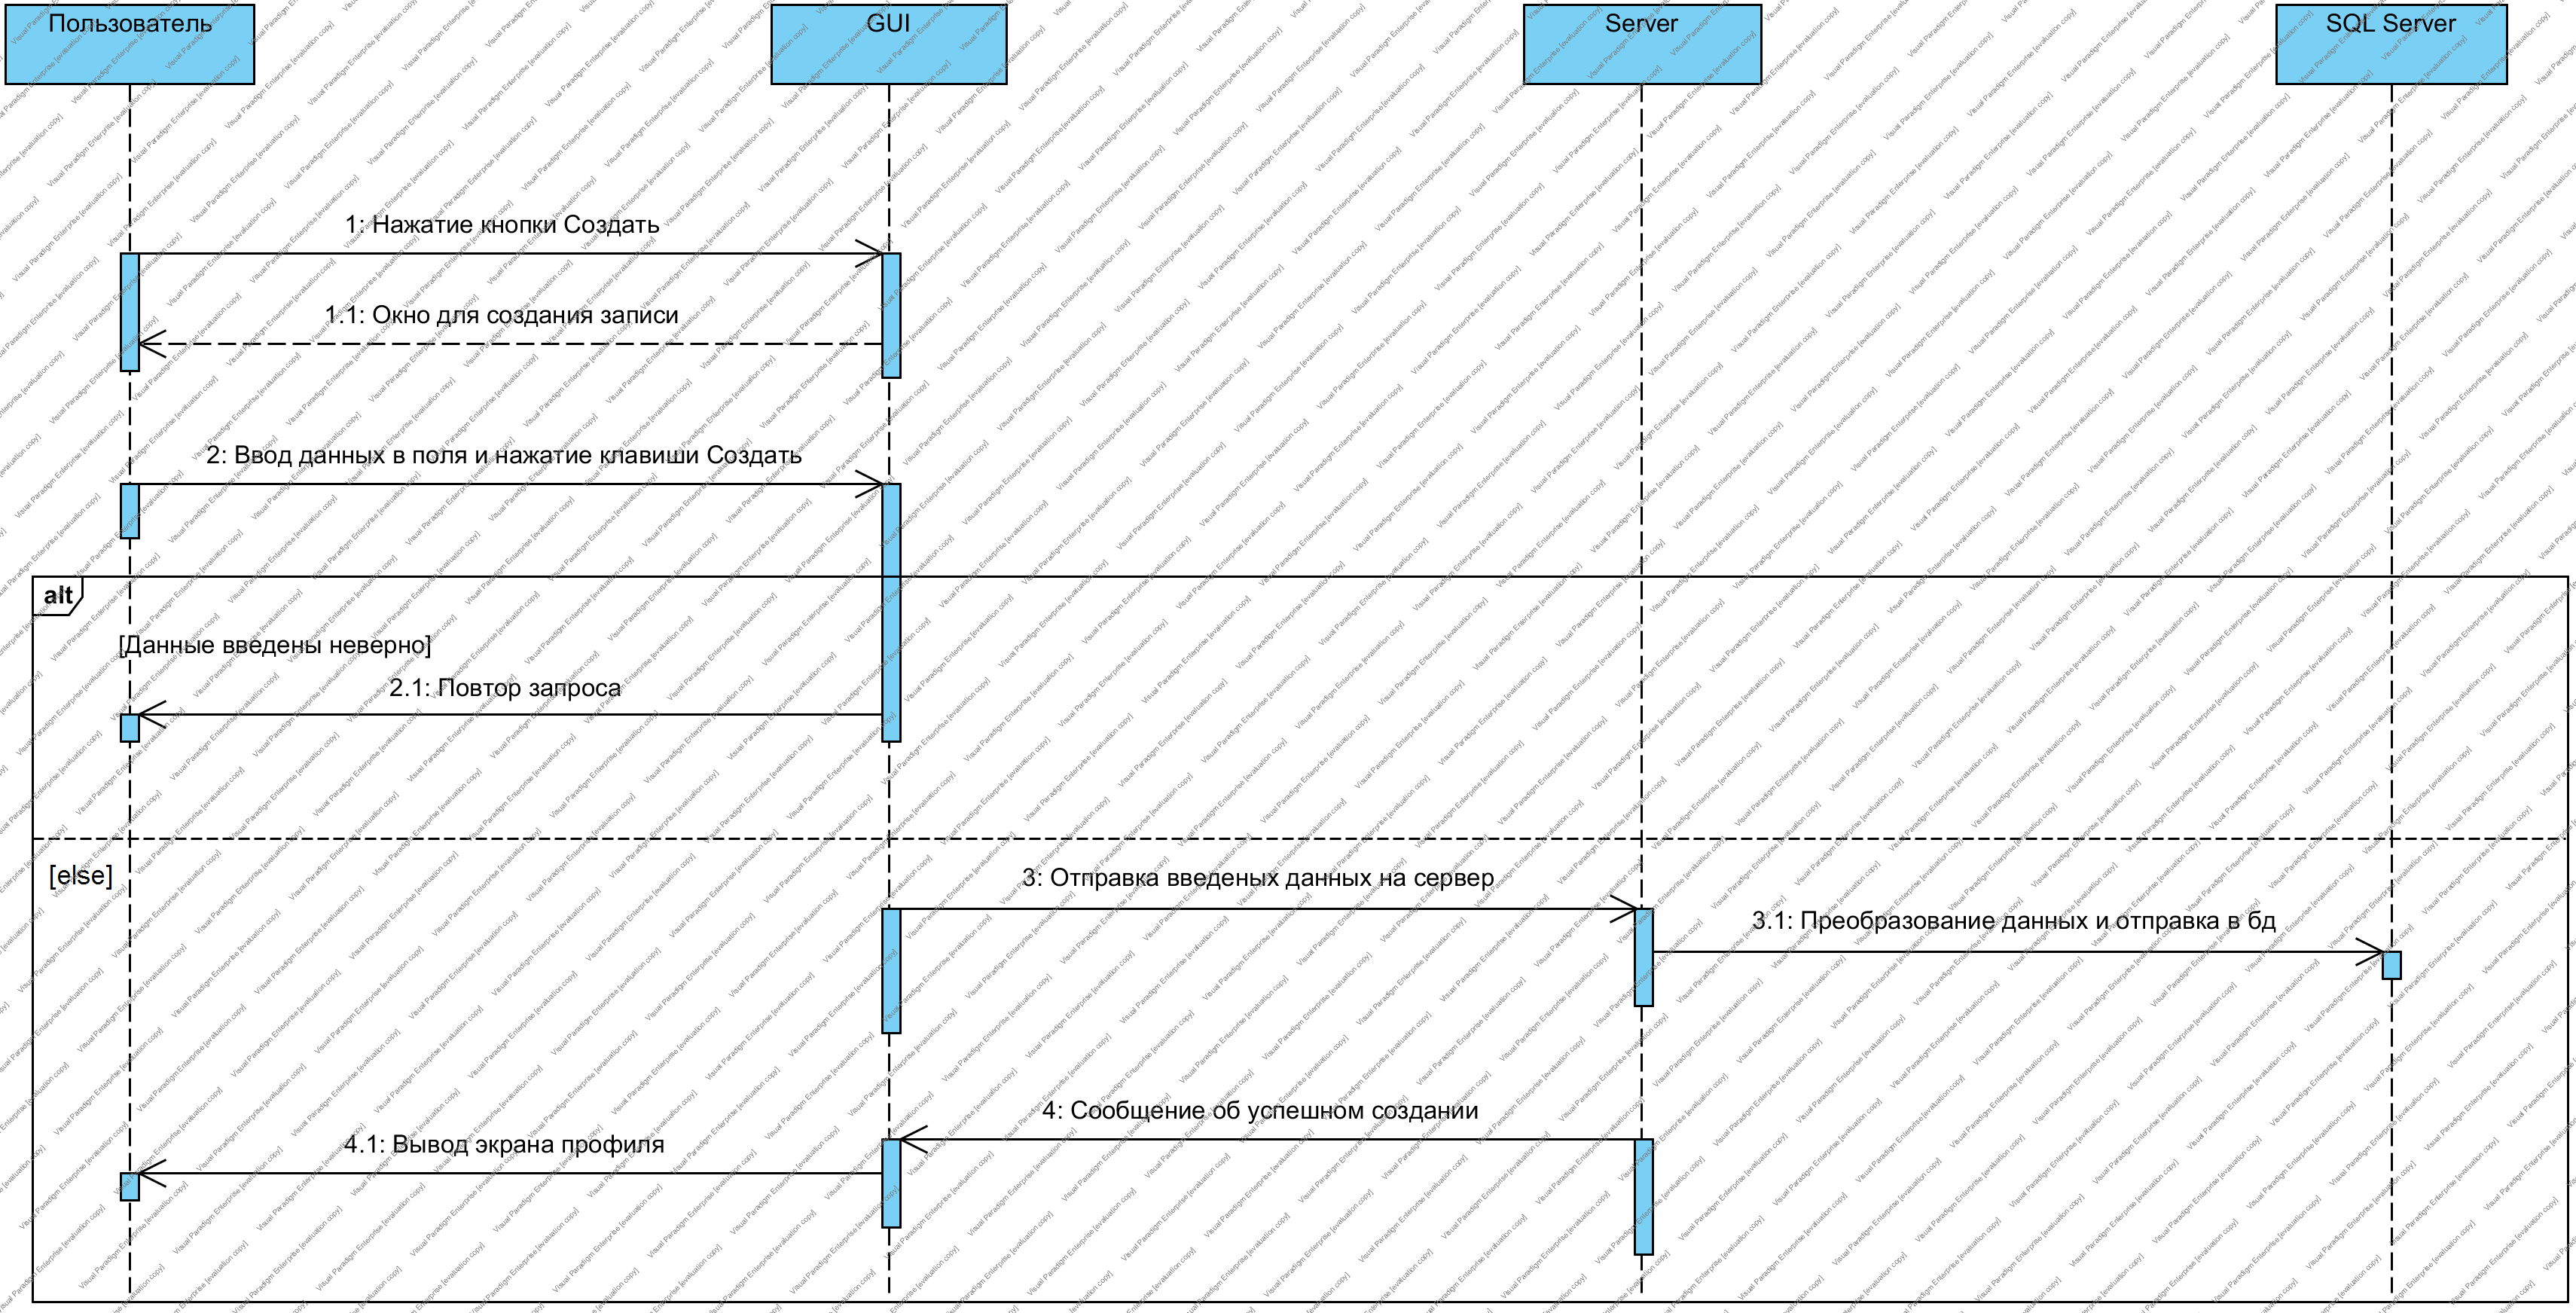 Пользователь
GUI
Server
SQL Server
1: Нажатие кнопки Создать
1.1: Окно для создания записи
2: Ввод данных в поля и нажатие клавиши Создать
alt
[Данные введены неверно]
2.1: Повтор запроса
[else]
3: Отправка введеных данных на сервер
3.1: Преобразование данных и отправка в бд
4: Сообщение об успешном создании
4.1: Вывод экрана профиля
Visual Paradigm Enterprise [evaluation copy]